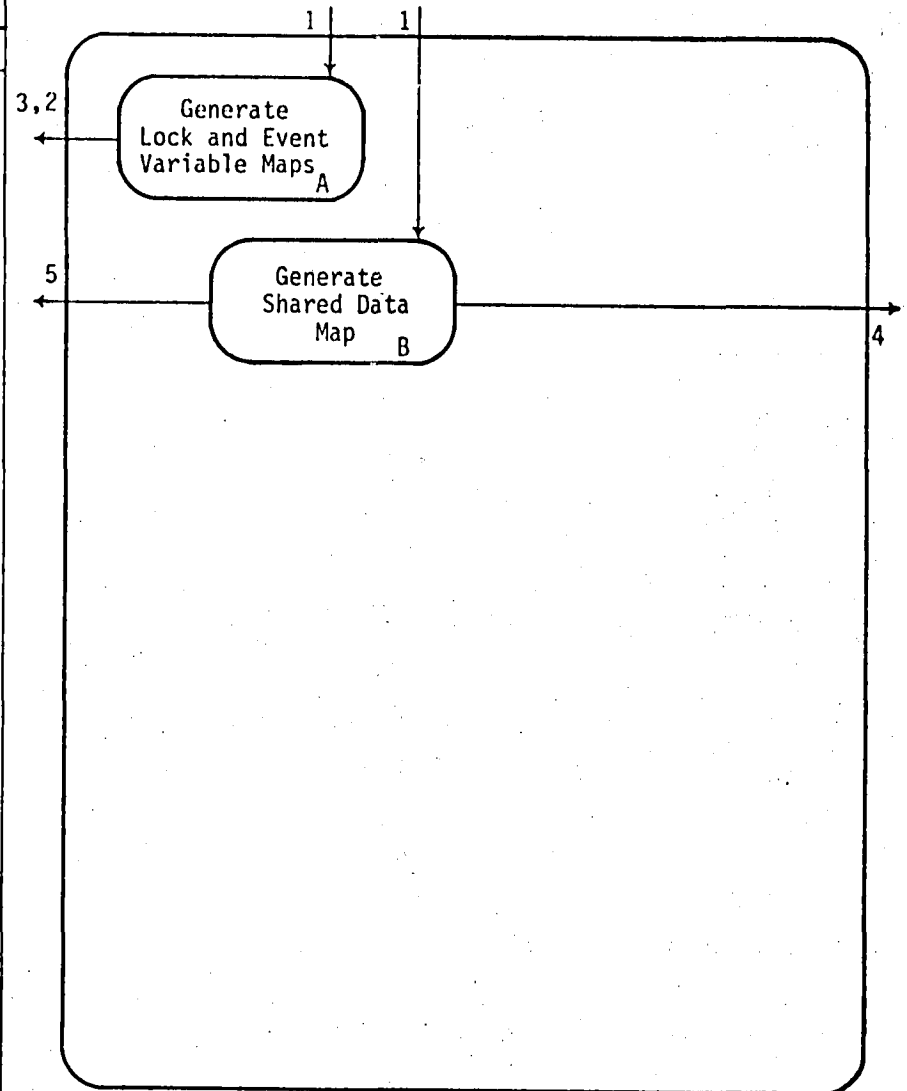 1 1
3,2
Generate
Lock and Event
Variable Maps
A
5
Generate
Shared Data
Map
B
4